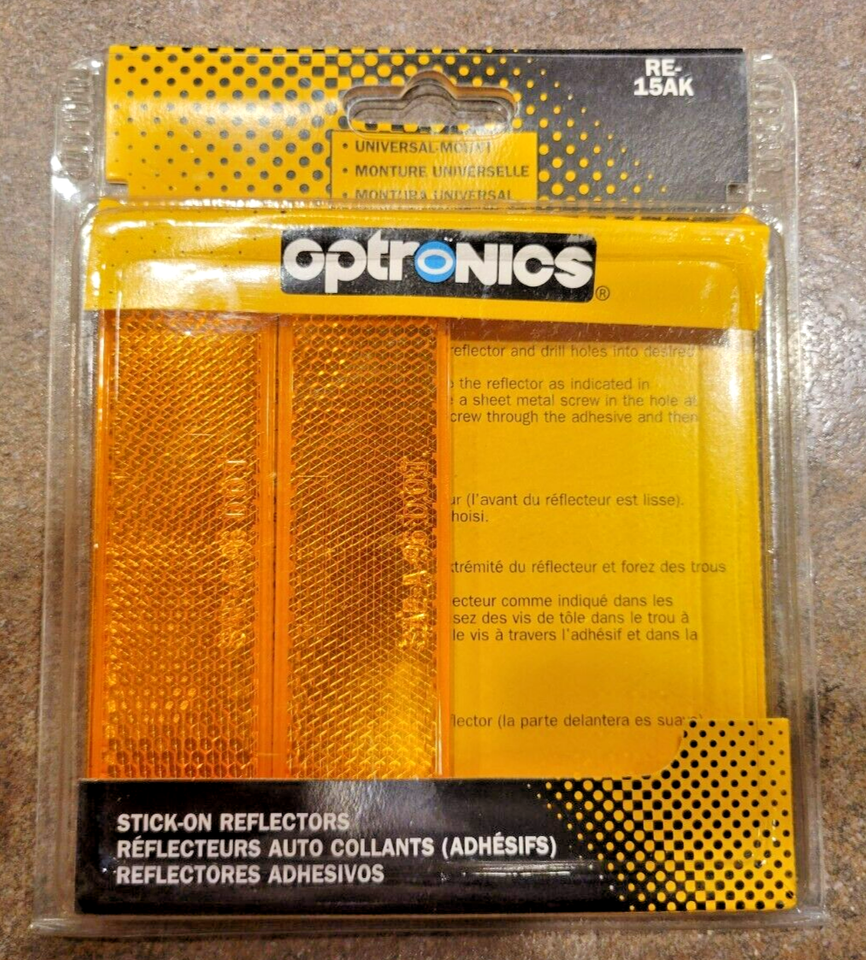 RE-
15AK
• UNIVERSAL-MOUNT
• MONTURE UNIVERSELLE
• MONTURA UNIVERSAL
optrONICS®
reflector and drill holes into desired
the reflector as indicated in
a sheet metal screw in the hole at
crew through the adhesive and then
ur (l'avant du réflecteur est lisse).
hoisi.
xtrémité du réflecteur et forez des trous
ecteur comme indiqué dans les
sez des vis de tôle dans le trou à
le vis à travers l'adhésif et dans la
flector (la parte delantera es suave)
STICK-ON REFLECTORS
RÉFLECTEURS AUTO COLLANTS (ADHÉSIFS)
REFLECTORES ADHESIVOS